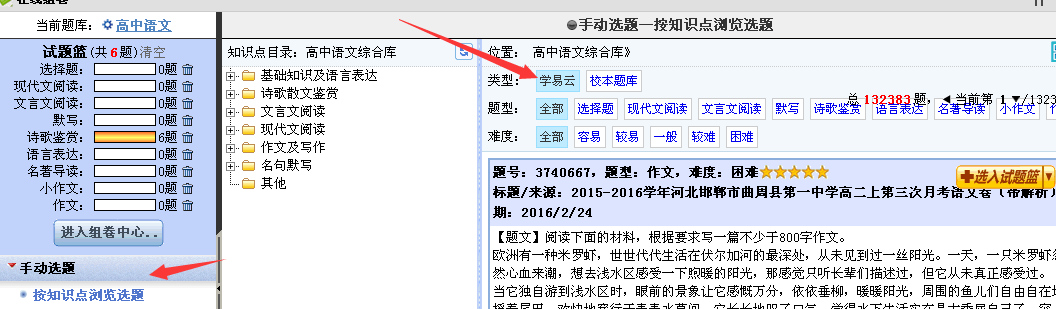 当前题库: 高中语文
试题篮(共 6 题)清空
选择题: 0题
现代文阅读: 0题
文言文阅读: 0题
默写: 0题
诗歌鉴赏: 6题
语言表达: 0题
名著导读: 0题
小作文: 0题
作文: 0题
进入组卷中心..
手动选题
按知识点浏览选题
手动选题—按知识点浏览选题
知识点目录: 高中语文综合库
基础知识及语言表达
诗歌散文鉴赏
文言文阅读
现代文阅读
作文及写作
名句默写
其他
位置: 高中语文综合库》
类型: 学易云 校本题库
总 132383 题, ◀ 当前第 1 ▼/1323
题型: 全部 选择题 现代文阅读 文言文阅读 默写 诗歌鉴赏 语言表达 名著导读 小作文
难度: 全部 容易 较易 一般 较难 困难
题号: 3740667, 题型: 作文, 难度: 困难
选入试题篮
标题/来源: 2015-2016学年河北邯郸市曲周县第一中学高二上第三次月考语文卷（带解析）
期: 2016/2/24
【题文】阅读下面的材料，根据要求写一篇不少于800字作文。
欧洲有一种米罗虾，世世代代生活在伏尔加河的最深处，从未见到过一丝阳光。一天，一只米罗虾
然心血来潮，想去浅水区感受一下煦暖的阳光，那感觉只听长辈们描述过，但它从未真正感受过。
当它独自游到浅水区时，眼前的景象让它感慨万分，依依垂柳，暖暖阳光，周围的鱼儿们自由自在